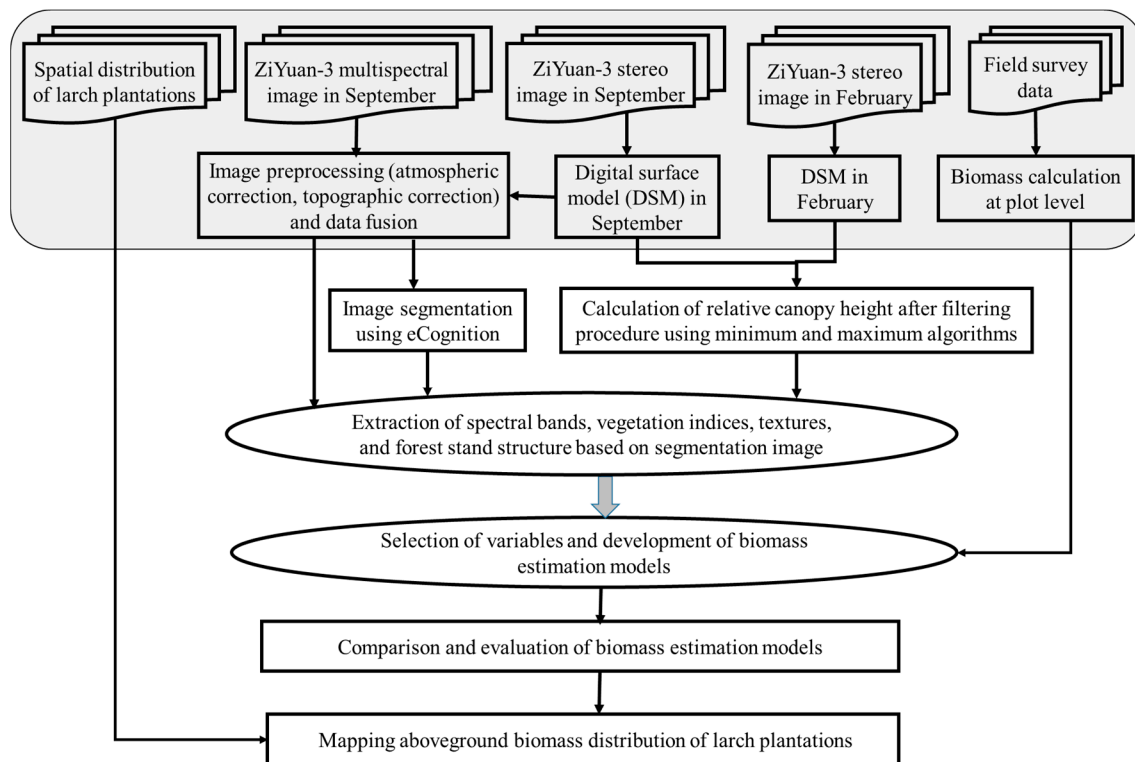 Spatial distribution
of larch plantations
ZiYuan-3 multispectral
image in September
ZiYuan-3 stereo
image in September
ZiYuan-3 stereo
image in February
Field survey
data
Image preprocessing (atmospheric
correction, topographic correction)
and data fusion
Digital surface
model (DSM) in
September
DSM in
February
Biomass calculation
at plot level
Image segmentation
using eCognition
Calculation of relative canopy height after filtering
procedure using minimum and maximum algorithms
Extraction of spectral bands, vegetation indices, textures,
and forest stand structure based on segmentation image
Selection of variables and development of biomass
estimation models
Comparison and evaluation of biomass estimation models
Mapping aboveground biomass distribution of larch plantations